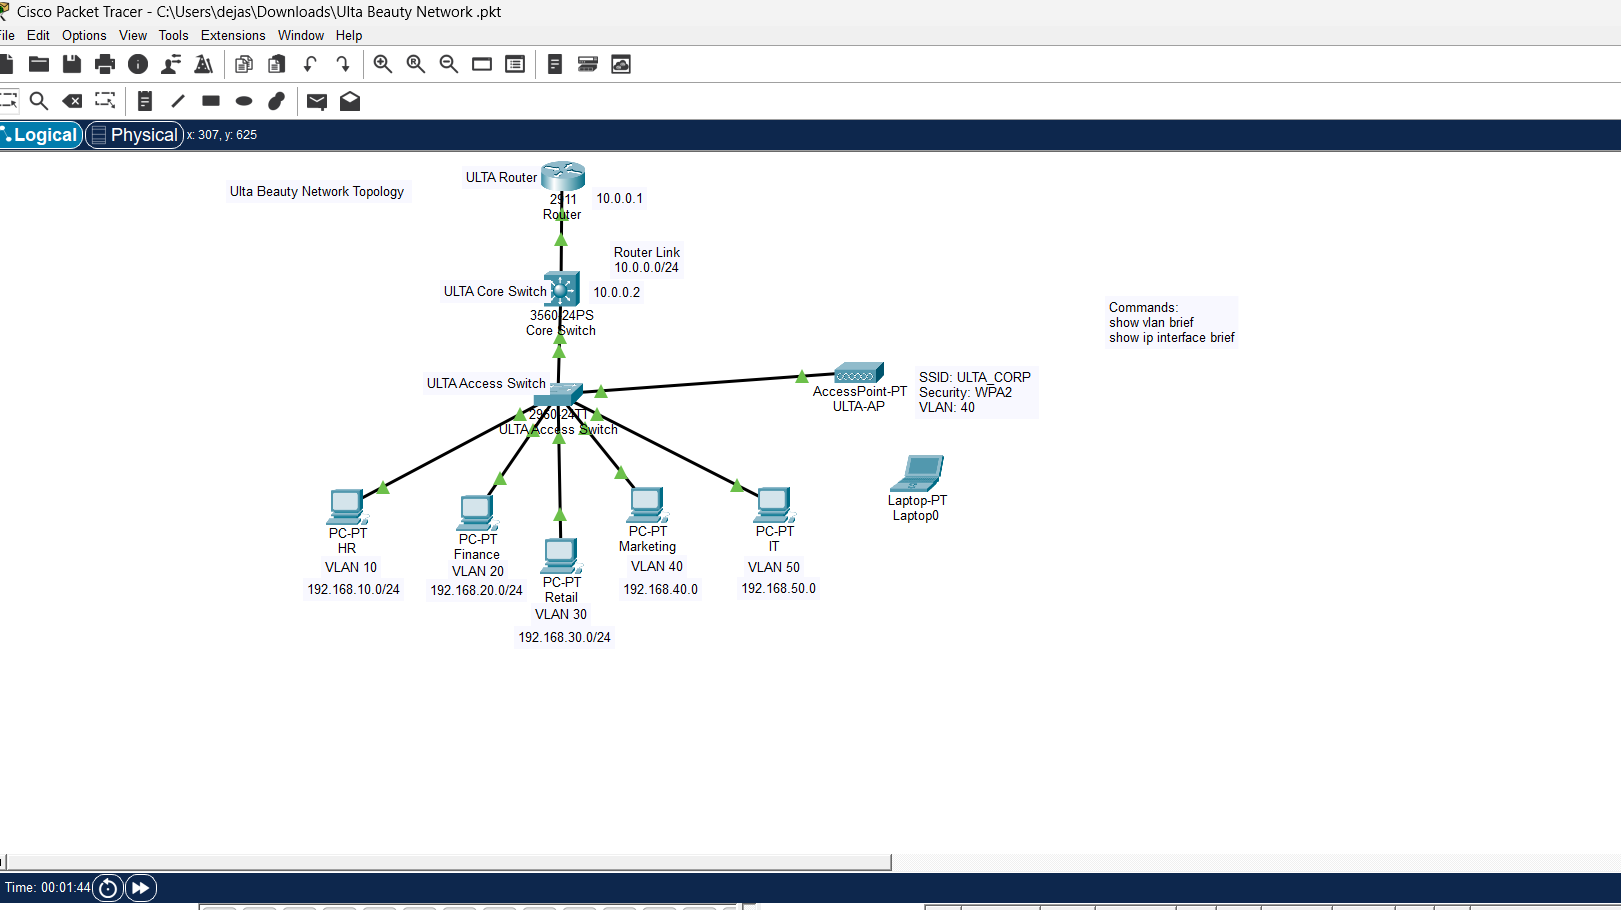 Cisco Packet Tracer - C:\Users\dejas\Downloads\Ulta Beauty Network .pkt
File Edit Options View Tools Extensions Window Help
Logical Physical x: 307, y: 625
ULTA Router
Ulta Beauty Network Topology
2911
10.0.0.1
Router
Router Link
10.0.0.0/24
ULTA Core Switch
10.0.0.2
3560-24PS
Core Switch
Commands:
show vlan brief
show ip interface brief
ULTA Access Switch
2960-24TT
ULTA Access Switch
AccessPoint-PT
ULTA-AP
SSID: ULTA_CORP
Security: WPA2
VLAN: 40
Laptop-PT
Laptop0
PC-PT
HR
VLAN 10
192.168.10.0/24
PC-PT
Finance
VLAN 20
192.168.20.0/24
PC-PT
Retail
VLAN 30
192.168.30.0/24
PC-PT
Marketing
VLAN 40
192.168.40.0
PC-PT
IT
VLAN 50
192.168.50.0
Time: 00:01:44